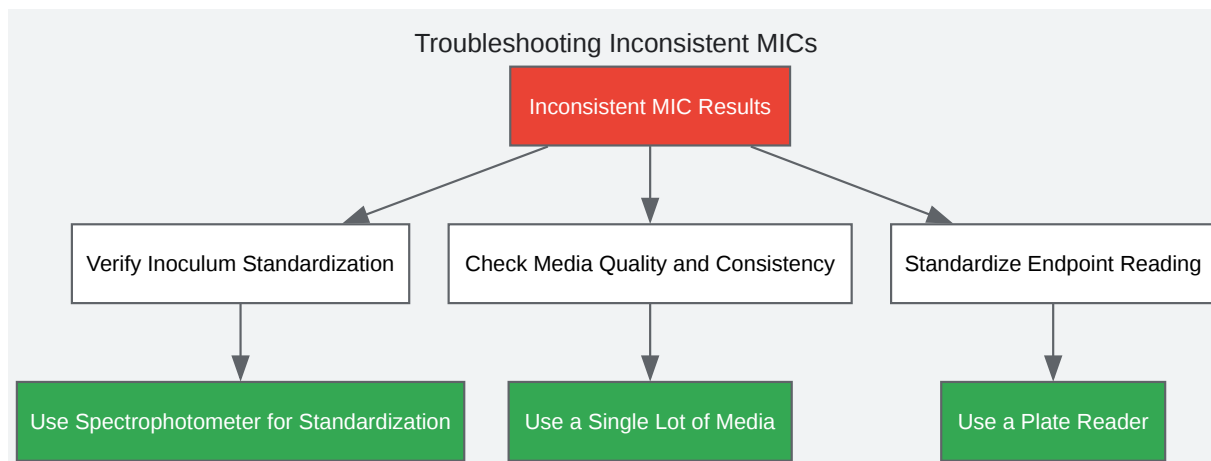 Troubleshooting Inconsistent MICs
Inconsistent MIC Results
Verify Inoculum Standardization
Check Media Quality and Consistency
Standardize Endpoint Reading
Use Spectrophotometer for Standardization
Use a Single Lot of Media
Use a Plate Reader